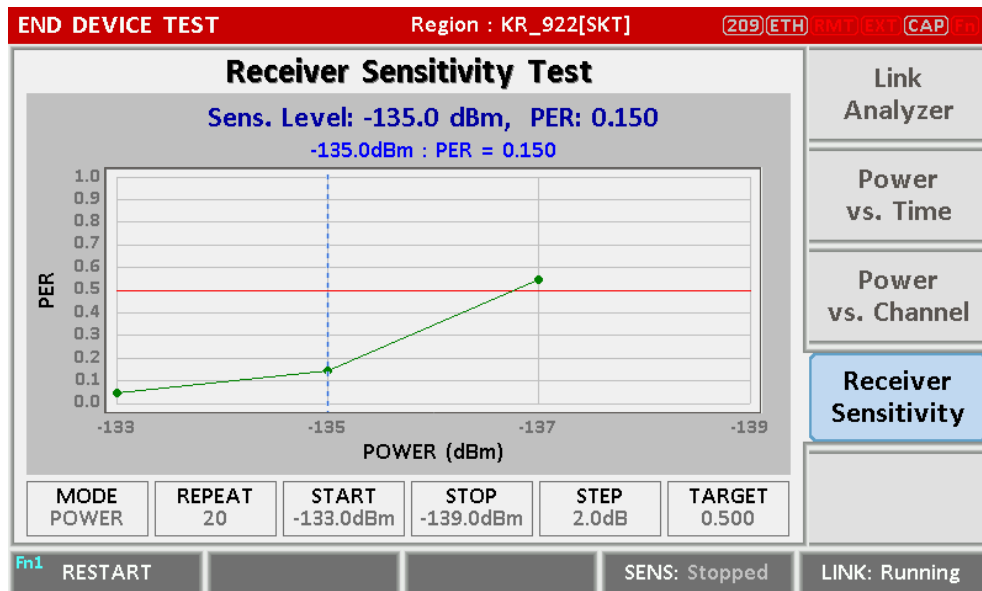 END DEVICE TEST Region : KR_922[SKT] 209 ETH RMT EXT CAP Fn
Receiver Sensitivity Test
Sens. Level: -135.0 dBm, PER: 0.150
-135.0dBm : PER = 0.150
1.0
0.9
0.8
0.7
0.6
0.5
0.4
0.3
0.2
0.1
0.0
PER
-133 -135 -137 -139
POWER (dBm)
MODE REPEAT START STOP STEP TARGET
POWER 20 -133.0dBm -139.0dBm 2.0dB 0.500
Link
Analyzer
Power
vs. Time
Power
vs. Channel
Receiver
Sensitivity
Fn1 RESTART SENS: Stopped LINK: Running